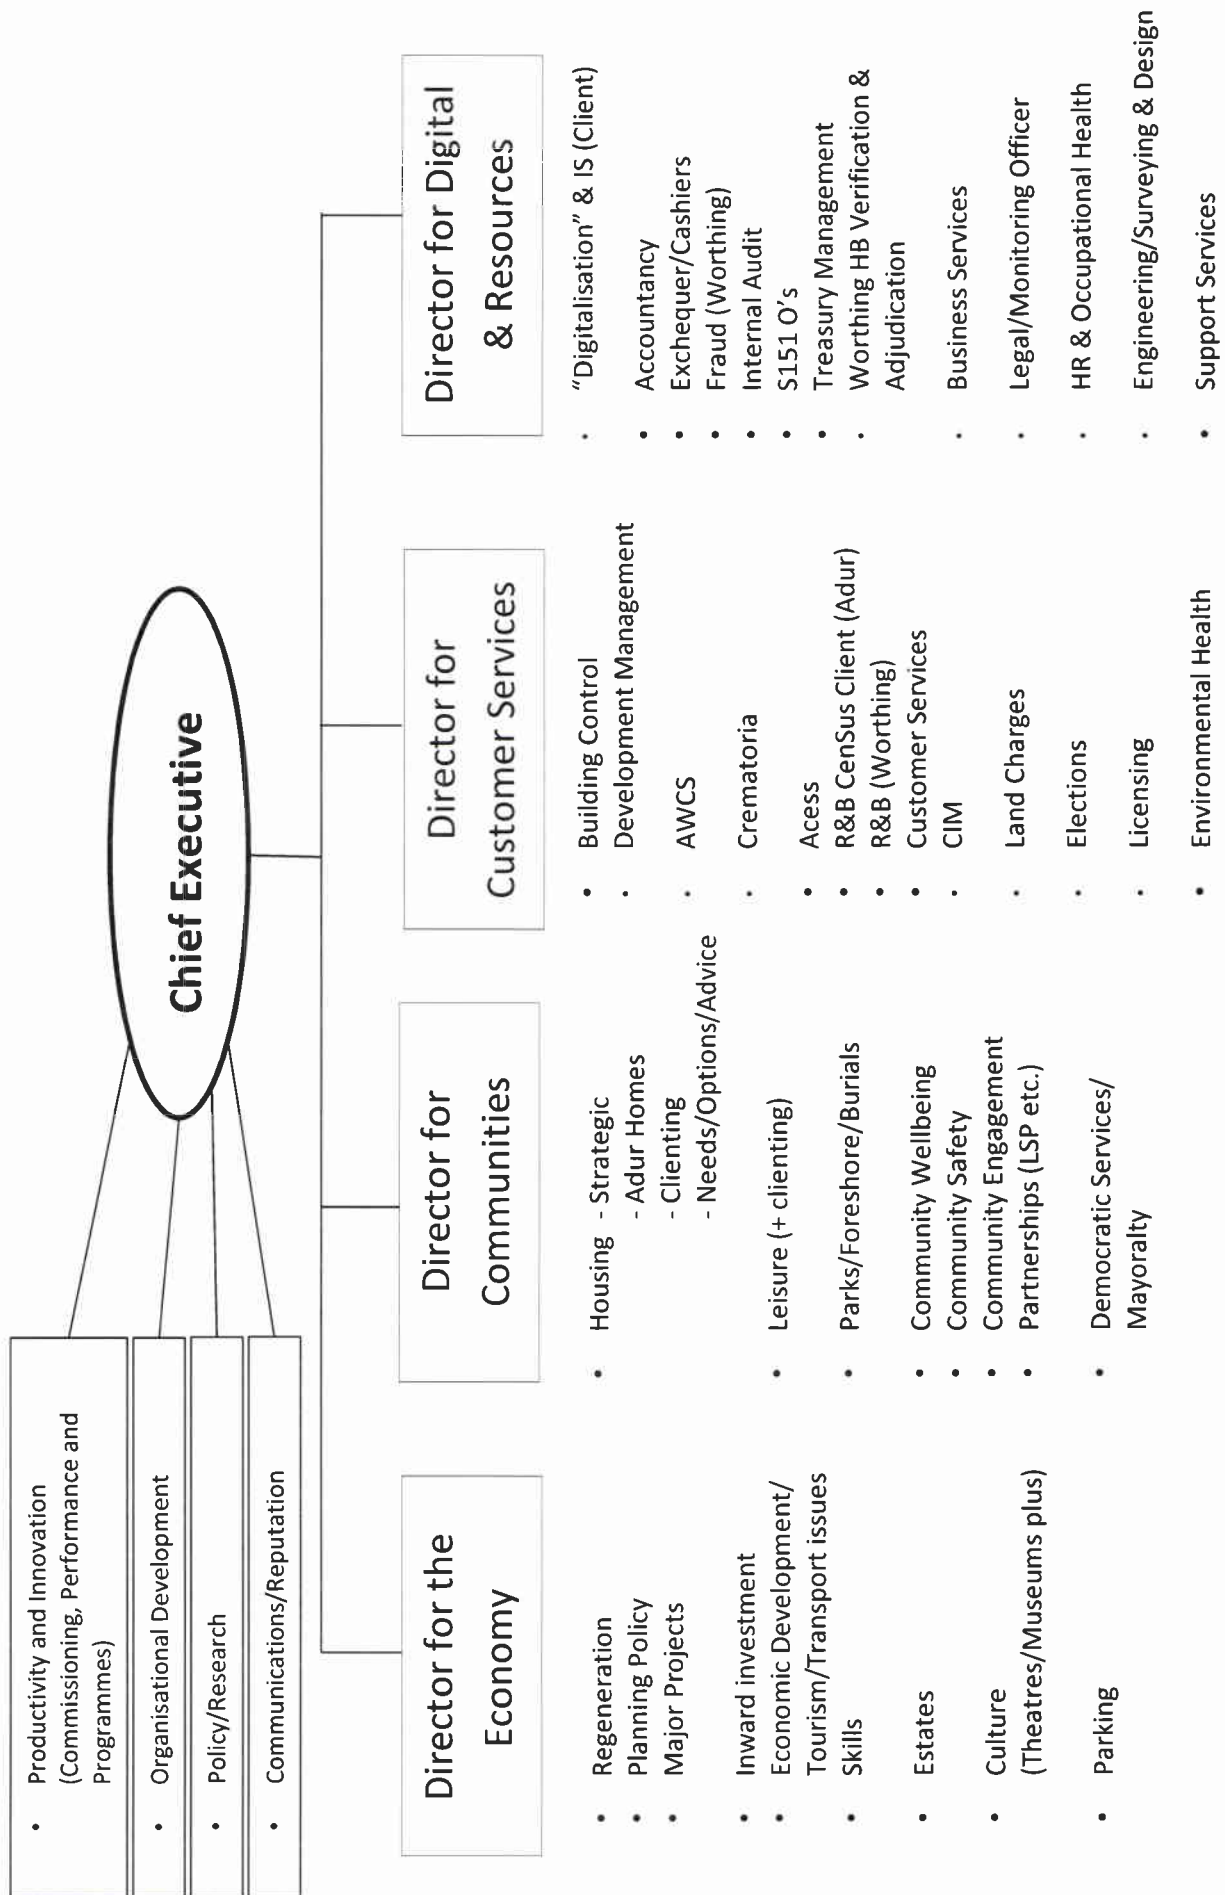 • Productivity and Innovation
(Commissioning, Performance and
Programmes)
• Organisational Development
• Policy/Research
• Communications/Reputation
Chief Executive
Director for the
Economy
• Regeneration
• Planning Policy
• Major Projects
• Inward investment
• Economic Development/
Tourism/Transport issues
• Skills
• Estates
• Culture
(Theatres/Museums plus)
• Parking
Director for
Communities
• Housing - Strategic
- Adur Homes
- Clienting
- Needs/Options/Advice
• Leisure (+ clienting)
• Parks/Foreshore/Burials
• Community Wellbeing
• Community Safety
• Community Engagement
• Partnerships (LSP etc.)
• Democratic Services/
Mayoralty
Director for
Customer Services
• Building Control
• Development Management
• AWCS
• Crematoria
• Acess
• R&B CenSus Client (Adur)
• R&B (Worthing)
• Customer Services
• CIM
• Land Charges
• Elections
• Licensing
• Environmental Health
Director for Digital
& Resources
• “Digitalisation” & IS (Client)
• Accountancy
• Exchequer/Cashiers
• Fraud (Worthing)
• Internal Audit
• S151 O’s
• Treasury Management
• Worthing HB Verification &
Adjudication
• Business Services
• Legal/Monitoring Officer
• HR & Occupational Health
• Engineering/Surveying & Design
• Support Services